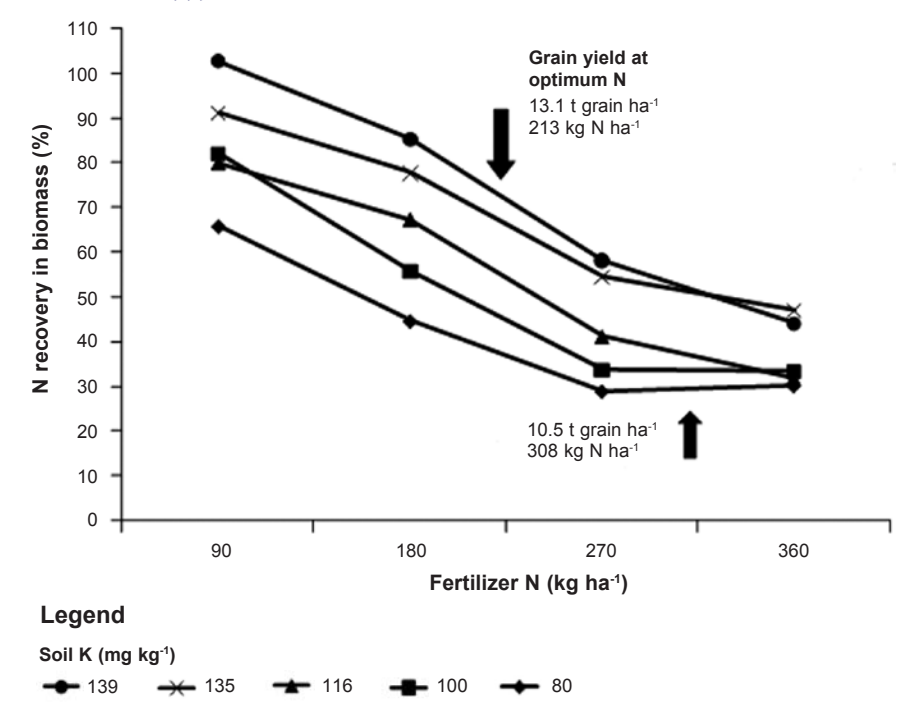 110
100
90
80
70
60
50
40
30
20
10
0
N recovery in biomass (%)
Grain yield at
optimum N
13.1 t grain ha⁻¹
213 kg N ha⁻¹
10.5 t grain ha⁻¹
308 kg N ha⁻¹
90 180 270 360
Fertilizer N (kg ha⁻¹)
Legend
Soil K (mg kg⁻¹)
139 135 116 100 80